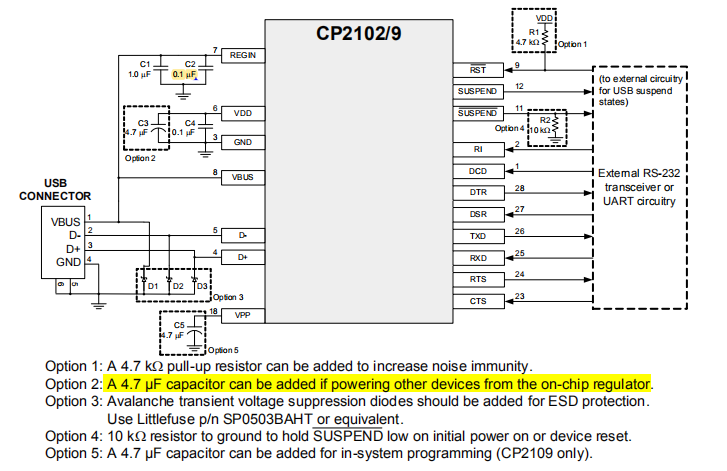 CP2102/9
VDD
R1
4.7 kΩ
Option 1
7
REGIN
C1
1.0 µF
C2
0.1 µF
6
VDD
C3
4.7 µF
C4
0.1 µF
3
GND
Option 2
8
VBUS
USB
CONNECTOR
VBUS
1
D-
2
D+
3
GND
4
6
5
5
D-
4
D+
D1
D2
D3
Option 3
18
VPP
C5
4.7 µF
Option 5
RST
9
SUSPEND
12
SUSPEND
11
Option 4
R2
10 kΩ
RI
2
DCD
1
DTR
28
DSR
27
TXD
26
RXD
25
RTS
24
CTS
23
(to external circuitry
for USB suspend
states)
External RS-232
transceiver or
UART circuitry
Option 1: A 4.7 kΩ pull-up resistor can be added to increase noise immunity.
Option 2: A 4.7 µF capacitor can be added if powering other devices from the on-chip regulator.
Option 3: Avalanche transient voltage suppression diodes should be added for ESD protection.
Use Littlefuse p/n SP0503BAHT or equivalent.
Option 4: 10 kΩ resistor to ground to hold SUSPEND low on initial power on or device reset.
Option 5: A 4.7 µF capacitor can be added for in-system programming (CP2109 only).